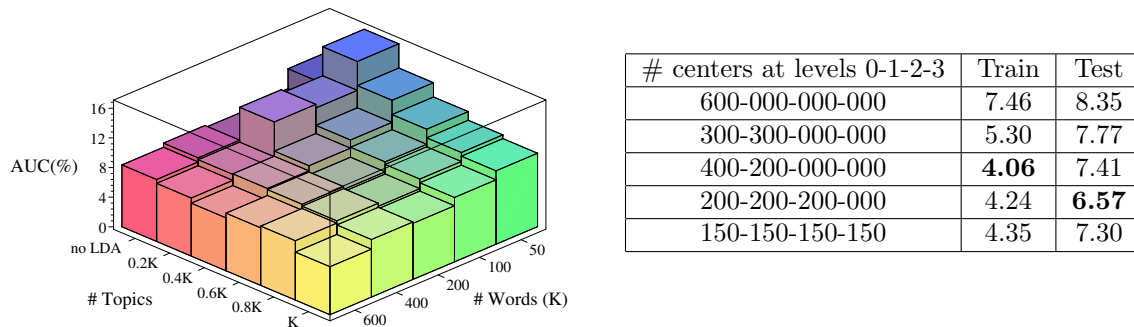 16
12
AUC(%)
8
4
0
no LDA
0.2K
0.4K
0.6K
0.8K
K
# Topics
50
100
200
400
600
# Words (K)
# centers at levels 0-1-2-3 Train Test
600-000-000-000 7.46 8.35
300-300-000-000 5.30 7.77
400-200-000-000 4.06 7.41
200-200-200-000 4.24 6.57
150-150-150-150 4.35 7.30